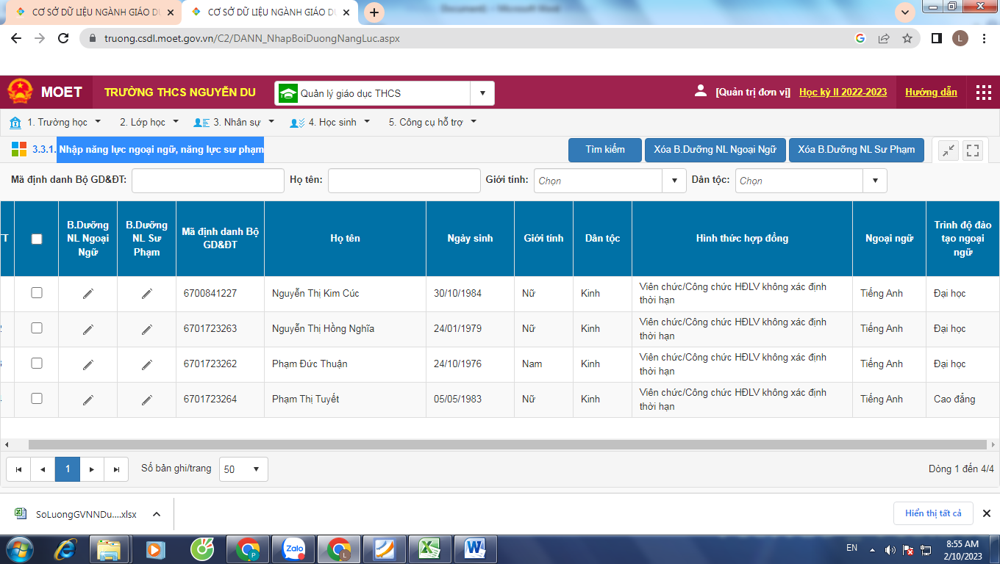 CƠ SỞ DỮ LIỆU NGÀNH GIÁO DỤ
CƠ SỞ DỮ LIỆU NGÀNH GIÁO DỤ
truong.csdl.moet.gov.vn/C2/DANN_NhapBoiDuongNangLuc.aspx
L
MOET
TRƯỜNG THCS NGUYỄN DU
Quản lý giáo dục THCS
[Quản trị đơn vị]
Học kỳ II 2022-2023
Hướng dẫn
1. Trường học
2. Lớp học
3. Nhân sự
4. Học sinh
5. Công cụ hỗ trợ
3.3.1. Nhập năng lực ngoại ngữ, năng lực sư phạm
Tìm kiếm
Xóa B.Dưỡng NL Ngoại Ngữ
Xóa B.Dưỡng NL Sư Phạm
Mã định danh Bộ GD&ĐT:
Họ tên:
Giới tính:
Chọn
Dân tộc:
Chọn
B.Dưỡng NL Ngoại Ngữ
B.Dưỡng NL Sư Phạm
Mã định danh Bộ GD&ĐT
Họ tên
Ngày sinh
Giới tính
Dân tộc
Hình thức hợp đồng
Ngoại ngữ
Trình độ đào tạo ngoại ngữ
6700841227 Nguyễn Thị Kim Cúc 30/10/1984 Nữ Kinh Viên chức/Công chức HĐLV không xác định thời hạn Tiếng Anh Đại học
6701723263 Nguyễn Thị Hồng Nghĩa 24/01/1979 Nữ Kinh Viên chức/Công chức HĐLV không xác định thời hạn Tiếng Anh Đại học
6701723262 Phạm Đức Thuận 24/10/1976 Nam Kinh Viên chức/Công chức HĐLV không xác định thời hạn Tiếng Anh Đại học
6701723264 Phạm Thị Tuyết 05/05/1983 Nữ Kinh Viên chức/Công chức HĐLV không xác định thời hạn Tiếng Anh Cao đẳng
1
Số bản ghi/trang
50
Dòng 1 đến 4/4
SoLuongGVNNDu....xlsx
Hiển thị tất cả
Zalo
EN
8:55 AM
2/10/2023